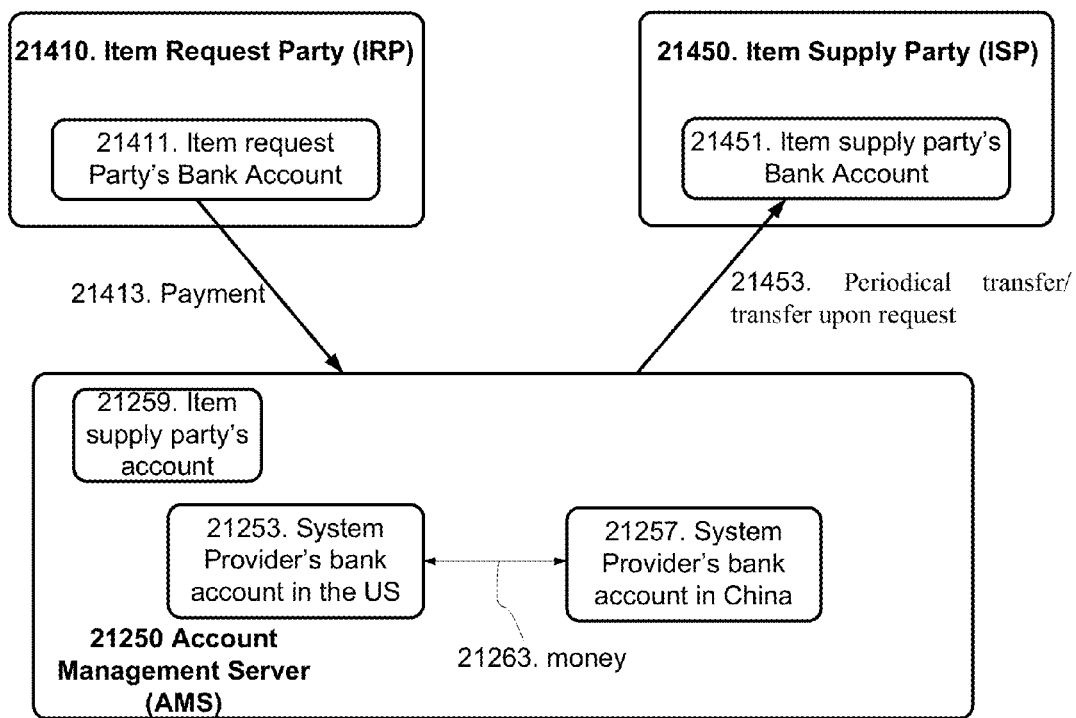 21410. Item Request Party (IRP)
21411. Item request
Party's Bank Account
21450. Item Supply Party (ISP)
21451. Item supply party's
Bank Account
21413. Payment
21453. Periodical transfer/
transfer upon request
21259. Item
supply party's
account
21253. System
Provider's bank
account in the US
21257. System
Provider's bank
account in China
21263. money
21250 Account
Management Server
(AMS)